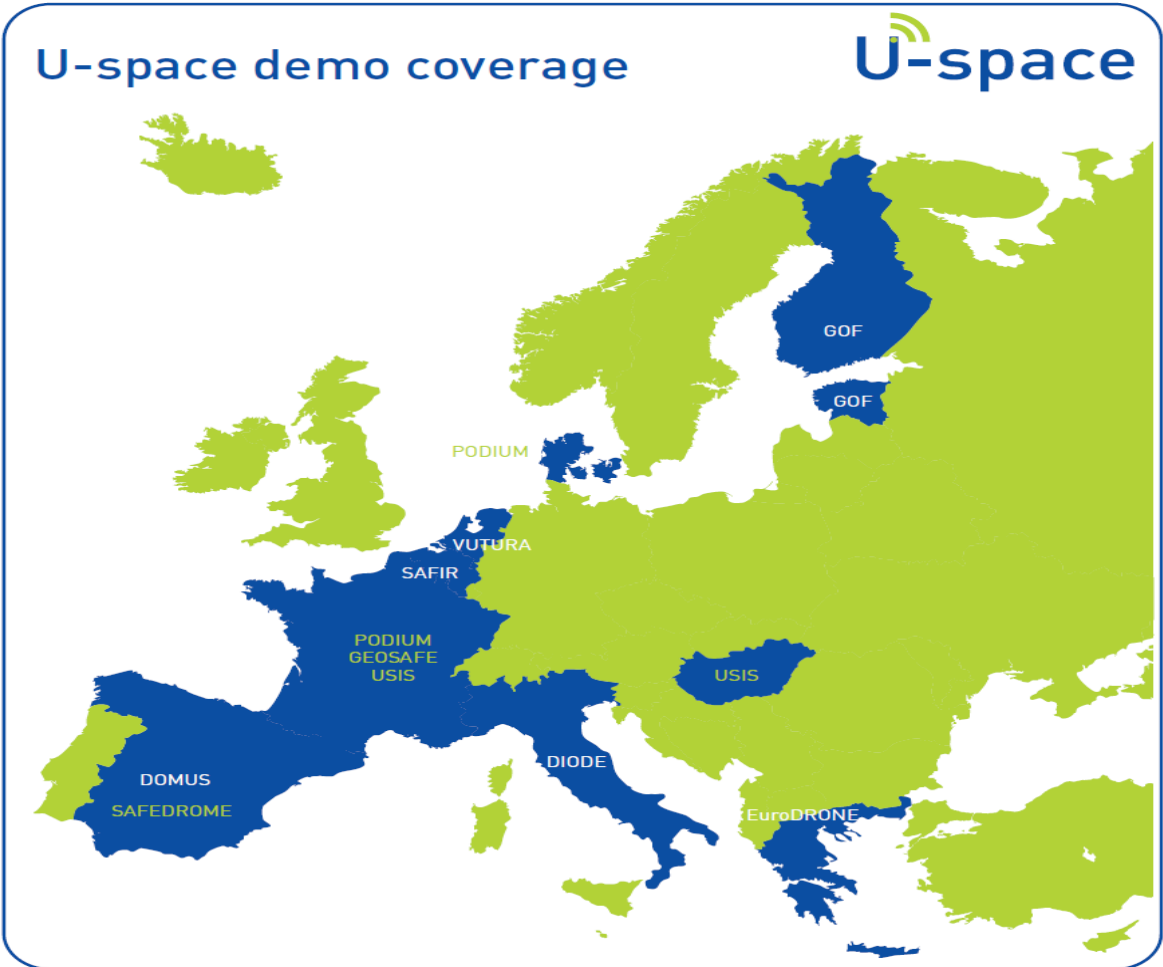 U-space demo coverage
U-space
GOF
GOF
PODIUM
VUTURA
SAFIR
PODIUM
GEOSAFE
USIS
USIS
DIODE
DOMUS
SAFEDROME
EuroDRONE